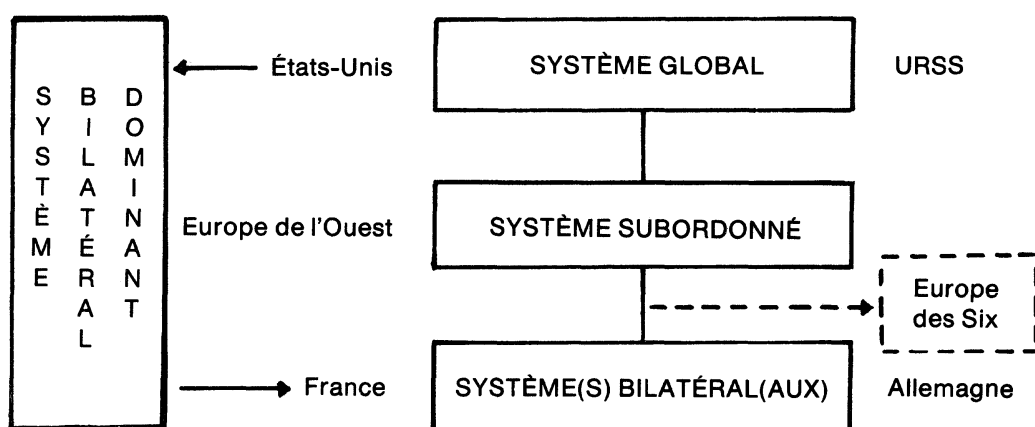 SYSTÈME
BILATÉRAL
DOMINANT
États-Unis
SYSTÈME GLOBAL
URSS
Europe de l'Ouest
SYSTÈME SUBORDONNÉ
Europe
des Six
France
SYSTÈME(S) BILATÉRAL(AUX)
Allemagne